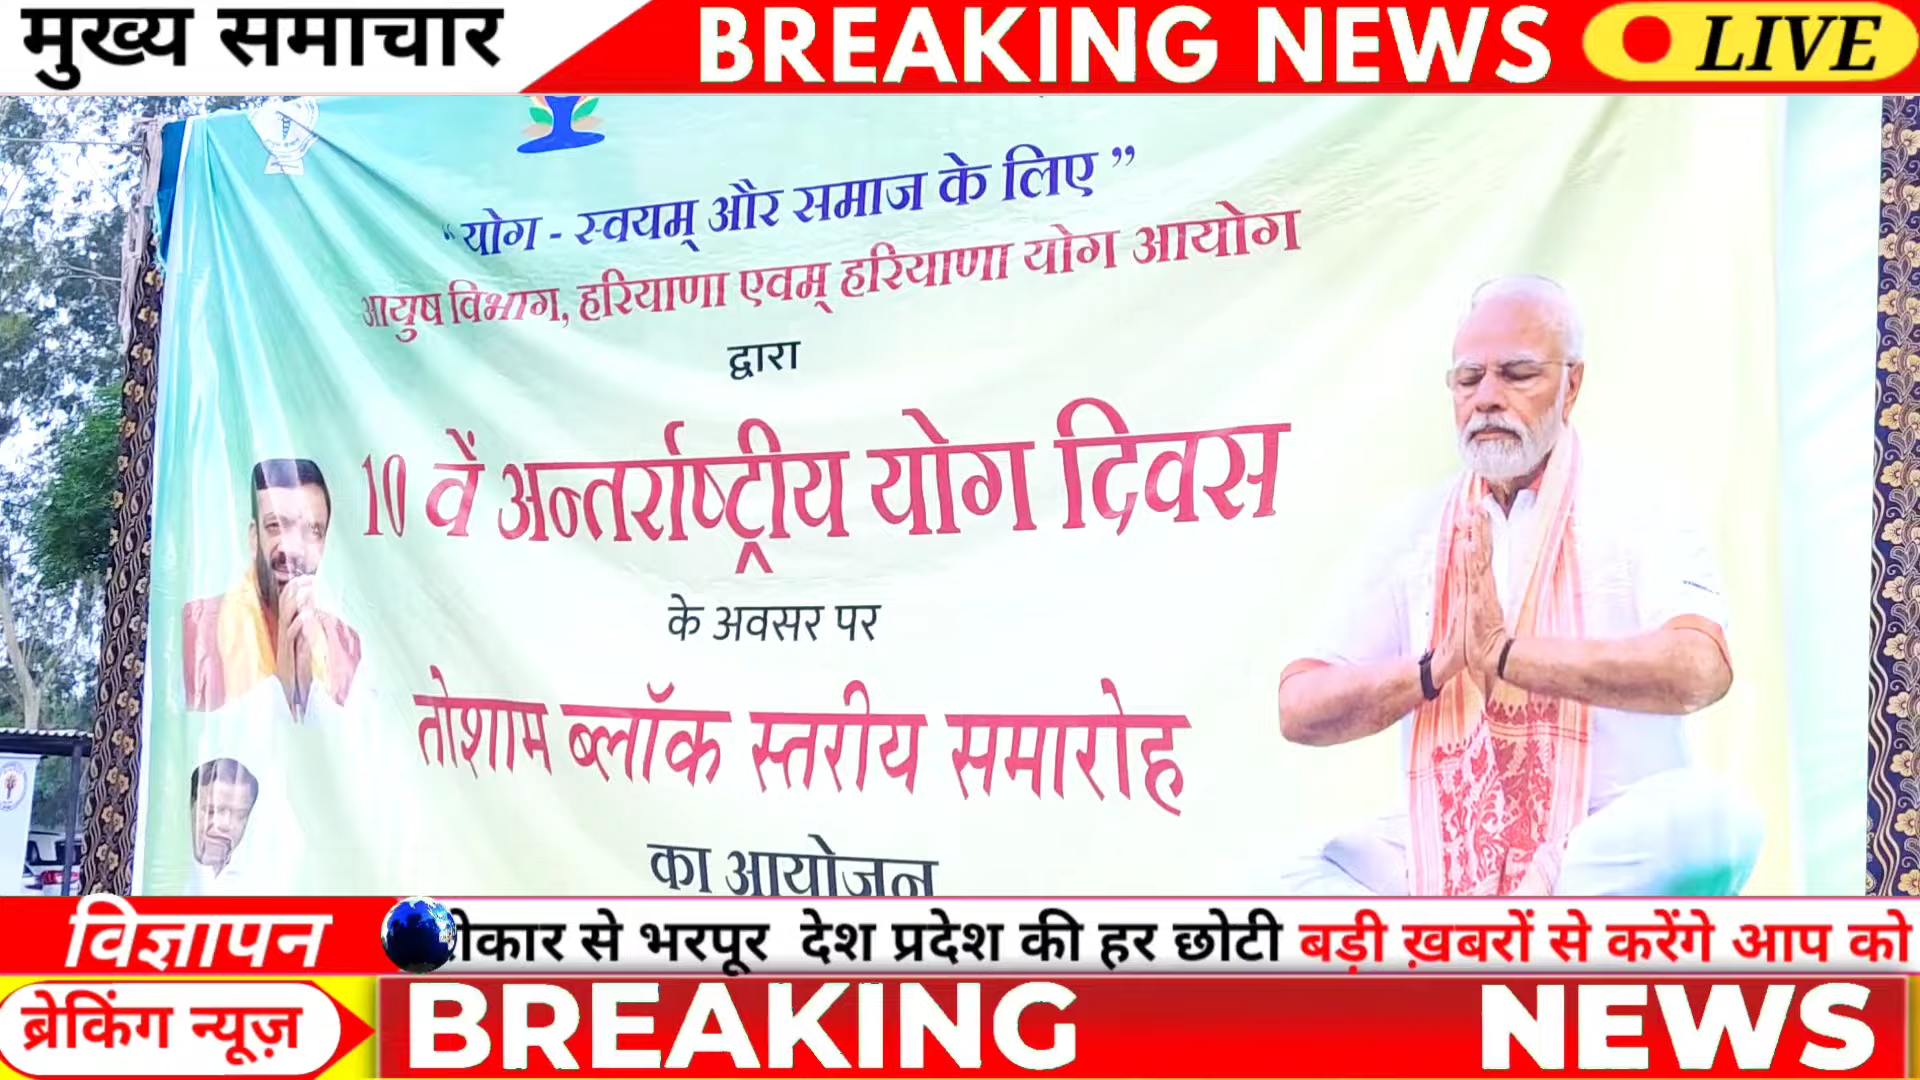 मुख्य समाचार BREAKING NEWS LIVE
“योग - स्वयम् और समाज के लिए”
आयुष विभाग, हरियाणा एवम् हरियाणा योग आयोग
द्वारा
10 वें अन्तर्राष्ट्रीय योग दिवस
के अवसर पर
तोशाम ब्लॉक स्तरीय समारोह
का आयोजन
विज्ञापन से भरपूर देश प्रदेश की हर छोटी बड़ी ख़बरों से करेंगे आप को
ब्रेकिंग न्यूज़ BREAKING NEWS